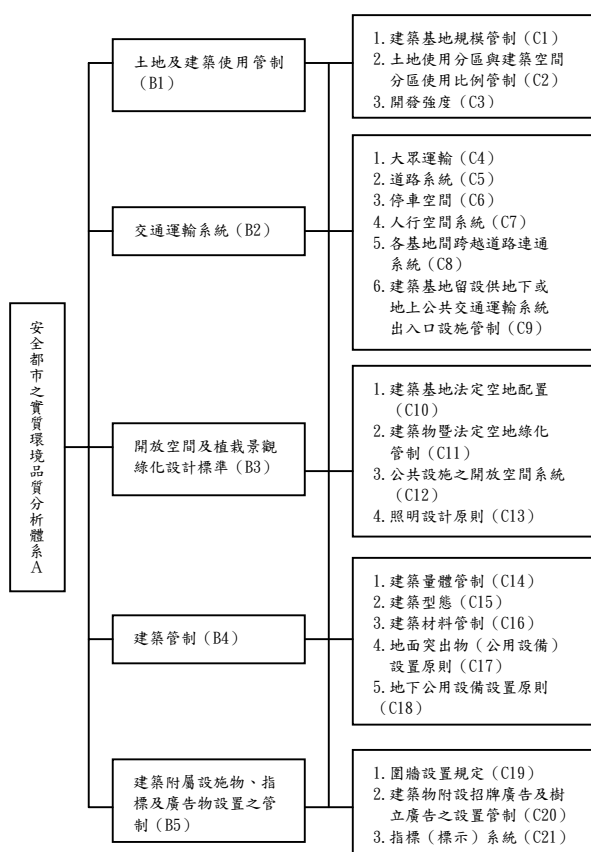 安全都市之實質環境品質分析體系A
土地及建築使用管制
(B1)
1.建築基地規模管制(C1)
2.土地使用分區與建築空間
分區使用比例管制(C2)
3.開發強度(C3)
交通運輸系統(B2)
1.大眾運輸(C4)
2.道路系統(C5)
3.停車空間(C6)
4.人行空間系統(C7)
5.各基地間跨越道路連通
系統(C8)
6.建築基地留設供地下或
地上公共交通運輸系統
出入口設施管制(C9)
開放空間及植栽景觀
綠化設計標準(B3)
1.建築基地法定空地配置
(C10)
2.建築物暨法定空地綠化
管制(C11)
3.公共設施之開放空間系統
(C12)
4.照明設計原則(C13)
建築管制(B4)
1.建築量體管制(C14)
2.建築型態(C15)
3.建築材料管制(C16)
4.地面突出物(公用設備)
設置原則(C17)
5.地下公用設備設置原則
(C18)
建築附屬設施物、指
標及廣告物設置之管
制(B5)
1.圍牆設置規定(C19)
2.建築物附設招牌廣告及樹
立廣告之設置管制(C20)
3.指標(標示)系統(C21)